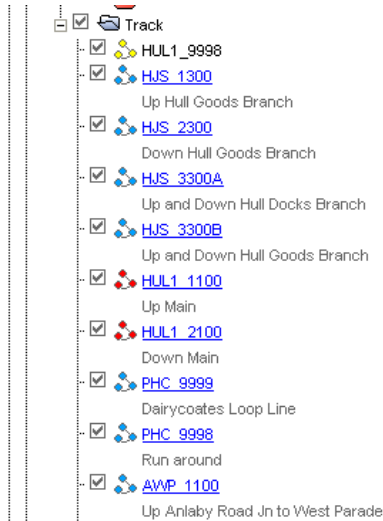 Track
HUL1_9998
HJS_1300
Up Hull Goods Branch
HJS_2300
Down Hull Goods Branch
HJS_3300A
Up and Down Hull Docks Branch
HJS_3300B
Up and Down Hull Goods Branch
HUL1_1100
Up Main
HUL1_2100
Down Main
PHC_9999
Dairycoates Loop Line
PHC_9998
Run around
AWP_1100
Up Anlaby Road Jn to West Parade